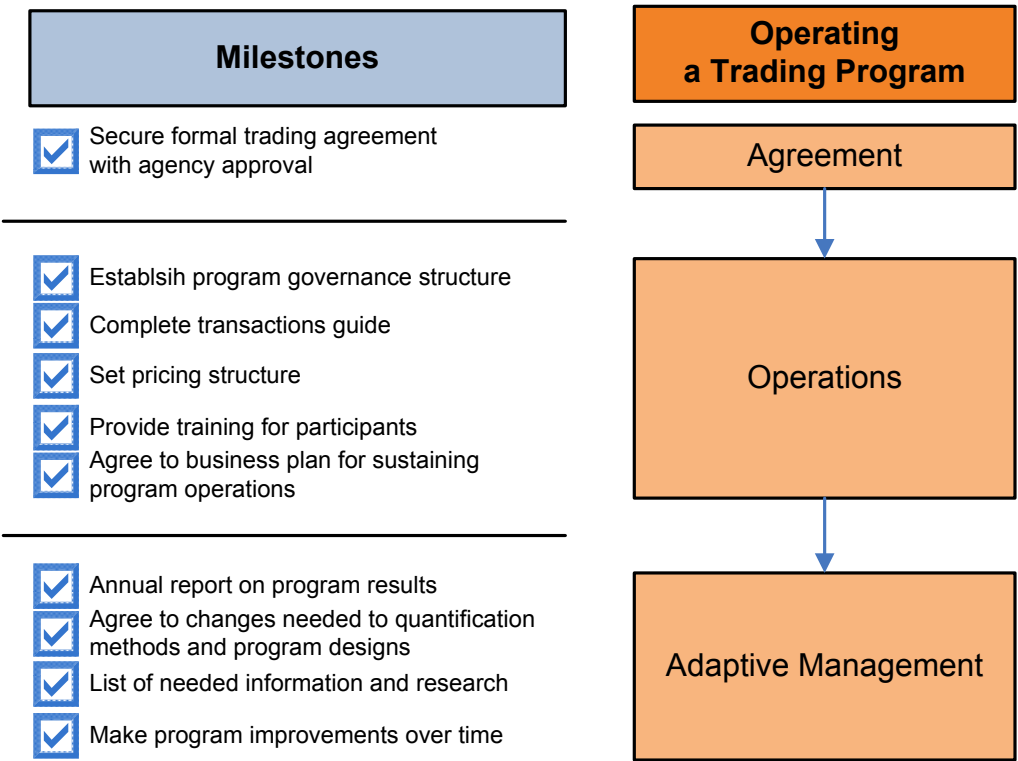 Milestones
Secure formal trading agreement
with agency approval
Establsih program governance structure
Complete transactions guide
Set pricing structure
Provide training for participants
Agree to business plan for sustaining
program operations
Annual report on program results
Agree to changes needed to quantification
methods and program designs
List of needed information and research
Make program improvements over time
Operating
a Trading Program
Agreement
Operations
Adaptive Management